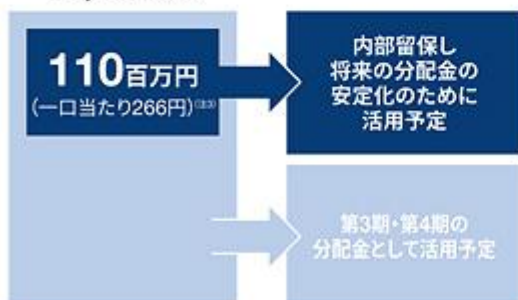 110百万円
(一口当たり266円)(注3)
内部留保し
将来の分配金の
安定化のために
活用予定
第3期・第4期の
分配金として活用予定